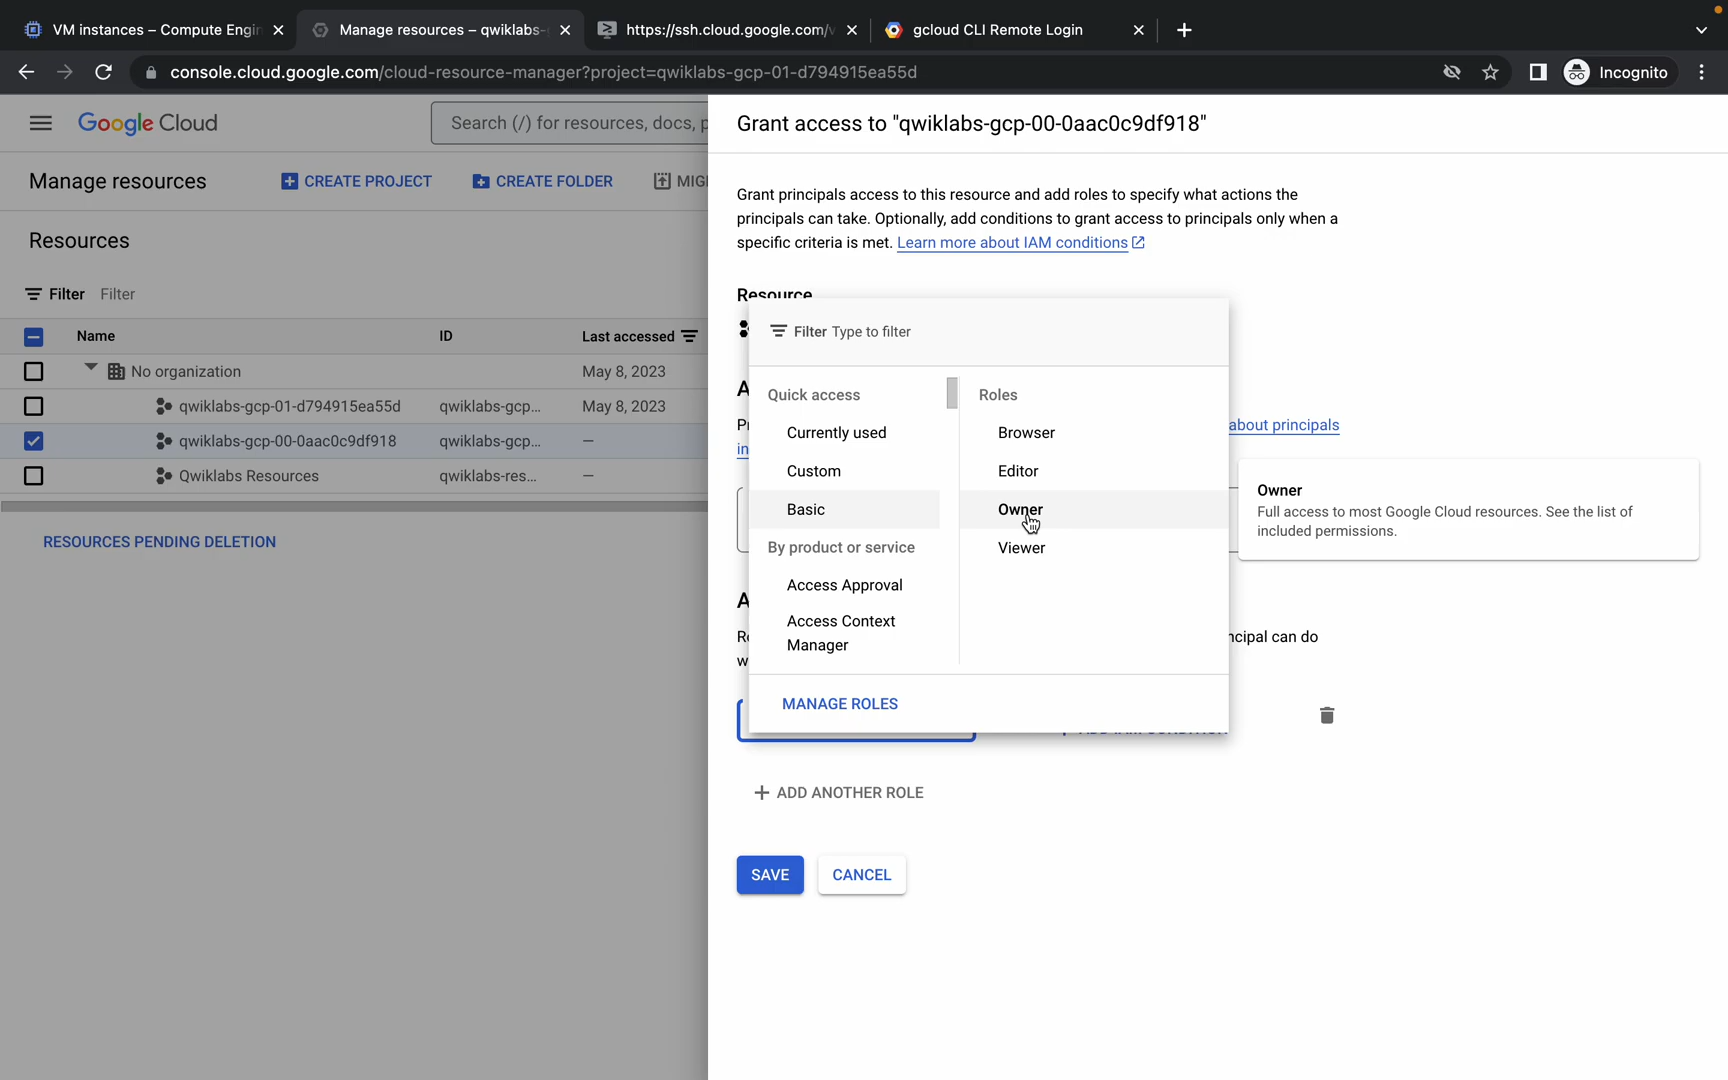 VM instances – Compute Engin
Manage resources – qwiklabs-
https://ssh.cloud.google.com/v
gcloud CLI Remote Login
console.cloud.google.com/cloud-resource-manager?project=qwiklabs-gcp-01-d794915ea55d
Incognito
Google Cloud
Search (/) for resources, docs, p
Manage resources
CREATE PROJECT
CREATE FOLDER
MIG
Resources
Filter Filter
Name ID Last accessed
No organization May 8, 2023
qwiklabs-gcp-01-d794915ea55d qwiklabs-gcp... May 8, 2023
qwiklabs-gcp-00-0aac0c9df918 qwiklabs-gcp... –
Qwiklabs Resources qwiklabs-res... –
RESOURCES PENDING DELETION
Grant access to "qwiklabs-gcp-00-0aac0c9df918"
Grant principals access to this resource and add roles to specify what actions the
principals can take. Optionally, add conditions to grant access to principals only when a
specific criteria is met. Learn more about IAM conditions
Resource
Filter Type to filter
Quick access
Currently used
Custom
Basic
By product or service
Access Approval
Access Context
Manager
Roles
Browser
Editor
Owner
Viewer
MANAGE ROLES
about principals
in
Owner
Full access to most Google Cloud resources. See the list of
included permissions.
ncipal can do
+ ADD ANOTHER ROLE
SAVE
CANCEL